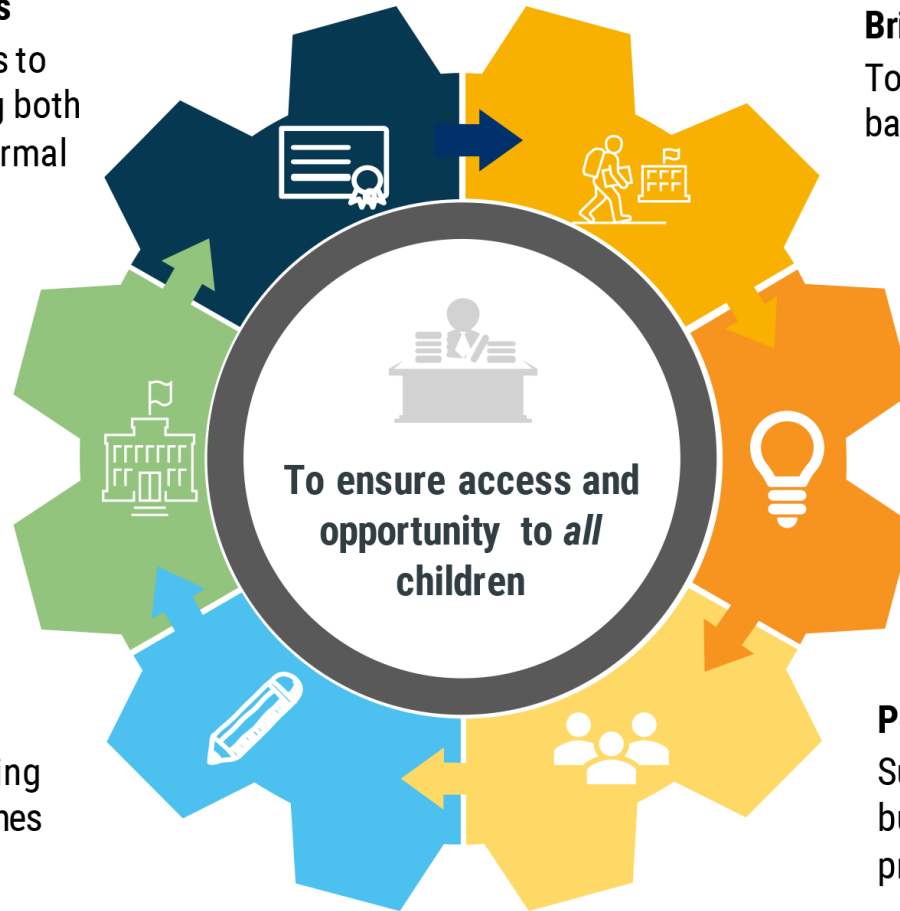 s
s to
g both
rmal
Bri
To
ba
To ensure access and
opportunity to all
children
ing
nes
P
Su
bu
pr